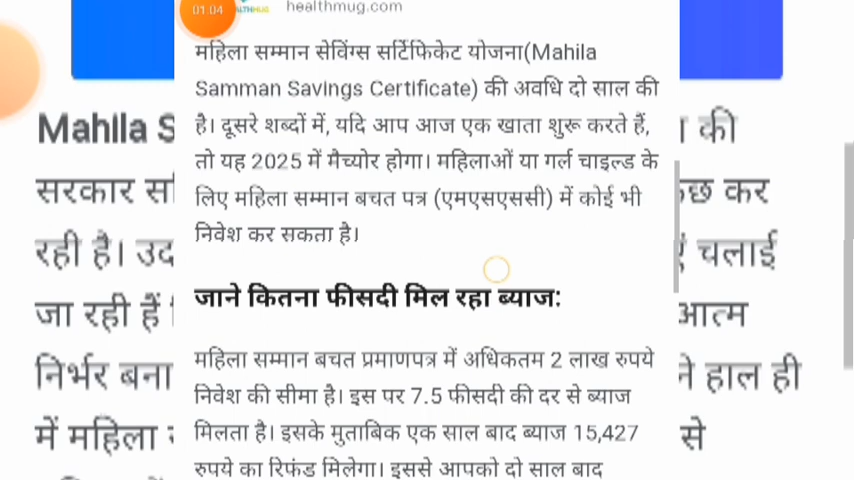 01:04
healthmug.com
महिला सम्मान सेविंग्स सर्टिफिकेट योजना(Mahila
Samman Savings Certificate) की अवधि दो साल की
है। दूसरे शब्दों में, यदि आप आज एक खाता शुरू करते हैं,
तो यह 2025 में मैच्योर होगा। महिलाओं या गर्ल चाइल्ड के
लिए महिला सम्मान बचत पत्र (एमएसएससी) में कोई भी
निवेश कर सकता है।
जाने कितना फीसदी मिल रहा ब्याज:
महिला सम्मान बचत प्रमाणपत्र में अधिकतम 2 लाख रुपये
निवेश की सीमा है। इस पर 7.5 फीसदी की दर से ब्याज
मिलता है। इसके मुताबिक एक साल बाद ब्याज 15,427
रुपये का रिफंड मिलेगा। इससे आपको दो साल बाद
Mahila
की
सरकार
कर
रही है।
चलाई
जा रही हैं
आत्म
निर्भर बना
हाल ही
में महिला
से